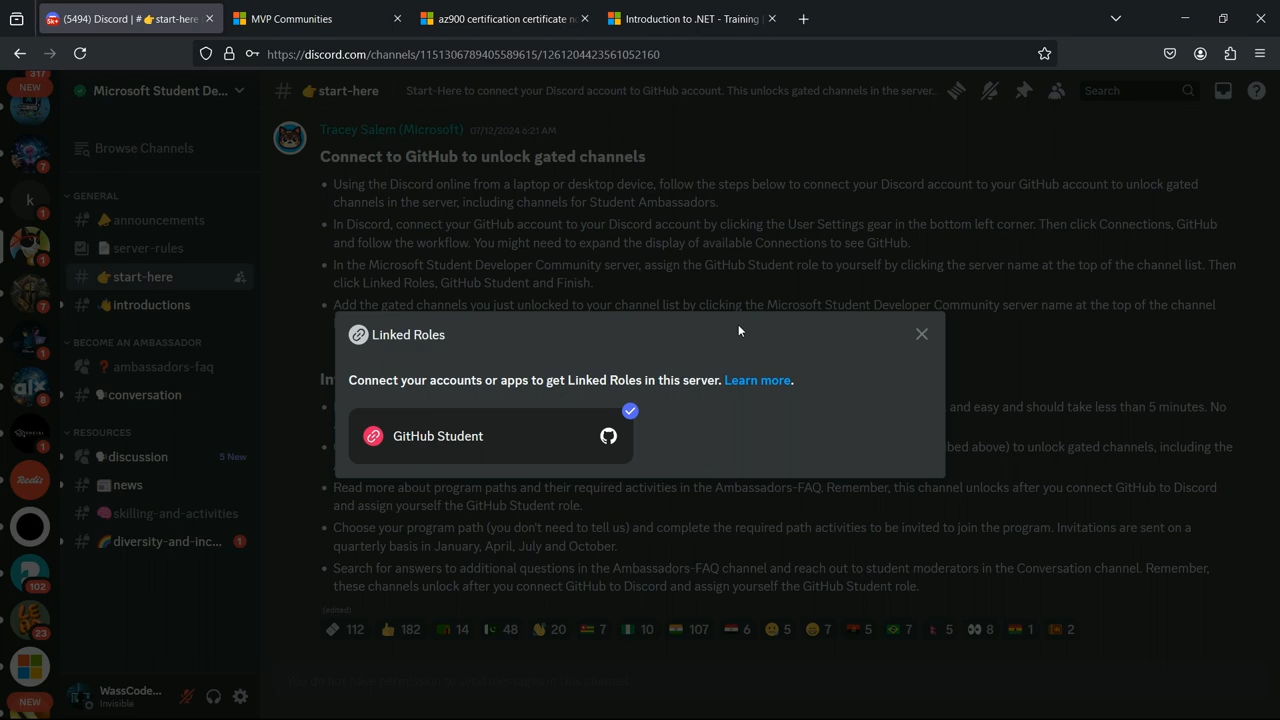 (5494) Discord | # 👉start-here
MVP Communities
az900 certification certificate n
Introduction to .NET - Training |
https://discord.com/channels/1151306789405589615/1261204423561052160
317
NEW
Microsoft Student De...
# 👉start-here
Start-Here to connect your Discord account to GitHub account. This unlocks gated channels in the server..
Search
Browse Channels
GENERAL
📣announcements
📄server-rules
👉start-here
👋introductions
BECOME AN AMBASSADOR
❓ambassadors-faq
🗣conversation
RESOURCES
🗣discussion
5 New
📰news
🧠skilling-and-activities
🌈diversity-and-inc...
1
7
k
1
1
7
1
alx
8
1
Redis
102
23
NEW
WassCode...
Invisible
Tracey Salem (Microsoft) 07/12/2024 6:21 AM
Connect to GitHub to unlock gated channels
• Using the Discord online from a laptop or desktop device, follow the steps below to connect your Discord account to your GitHub account to unlock gated
channels in the server, including channels for Student Ambassadors.
• In Discord, connect your GitHub account to your Discord account by clicking the User Settings gear in the bottom left corner. Then click Connections, GitHub
and follow the workflow. You might need to expand the display of available Connections to see GitHub.
• In the Microsoft Student Developer Community server, assign the GitHub Student role to yourself by clicking the server name at the top of the channel list. Then
click Linked Roles, GitHub Student and Finish.
• Add the gated channels you just unlocked to your channel list by clicking the Microsoft Student Developer Community server name at the top of the channel
Linked Roles
Connect your accounts or apps to get Linked Roles in this server. Learn more.
GitHub Student
and easy and should take less than 5 minutes. No
above) to unlock gated channels, including the
• Read more about program paths and their required activities in the Ambassadors-FAQ. Remember, this channel unlocks after you connect GitHub to Discord
and assign yourself the GitHub Student role.
• Choose your program path (you don't need to tell us) and complete the required path activities to be invited to join the program. Invitations are sent on a
quarterly basis in January, April, July and October.
• Search for answers to additional questions in the Ambassadors-FAQ channel and reach out to student moderators in the Conversation channel. Remember,
these channels unlock after you connect GitHub to Discord and assign yourself the GitHub Student role.
(edited)
112 182 14 48 20 7 10 107 6 5 7 5 7 5 8 1 2